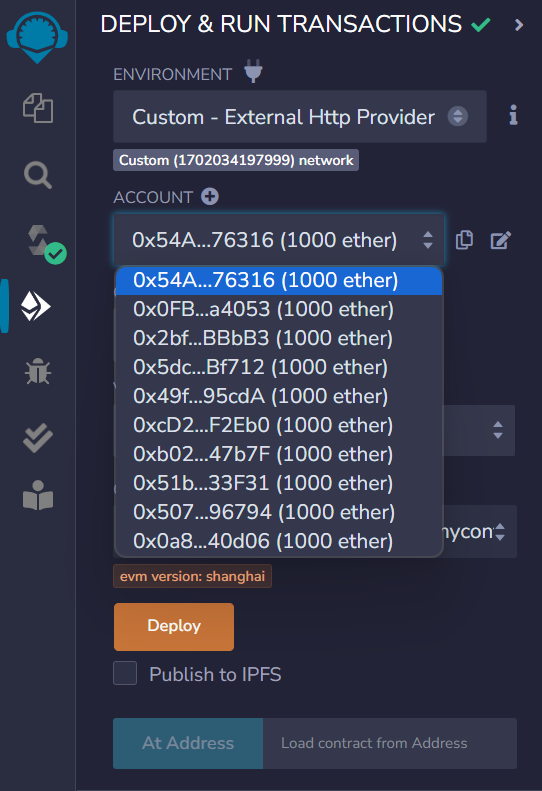 DEPLOY & RUN TRANSACTIONS
ENVIRONMENT
Custom - External Http Provider
Custom (1702034197999) network
ACCOUNT
0x54A...76316 (1000 ether)
0x54A...76316 (1000 ether)
0x0FB...a4053 (1000 ether)
0x2bf...BBbB3 (1000 ether)
0x5dc...Bf712 (1000 ether)
0x49f...95cdA (1000 ether)
0xcD2...F2Eb0 (1000 ether)
0xb02...47b7F (1000 ether)
0x51b...33F31 (1000 ether)
0x507...96794 (1000 ether)
0x0a8...40d06 (1000 ether)
evm version: shanghai
Deploy
Publish to IPFS
At Address
Load contract from Address